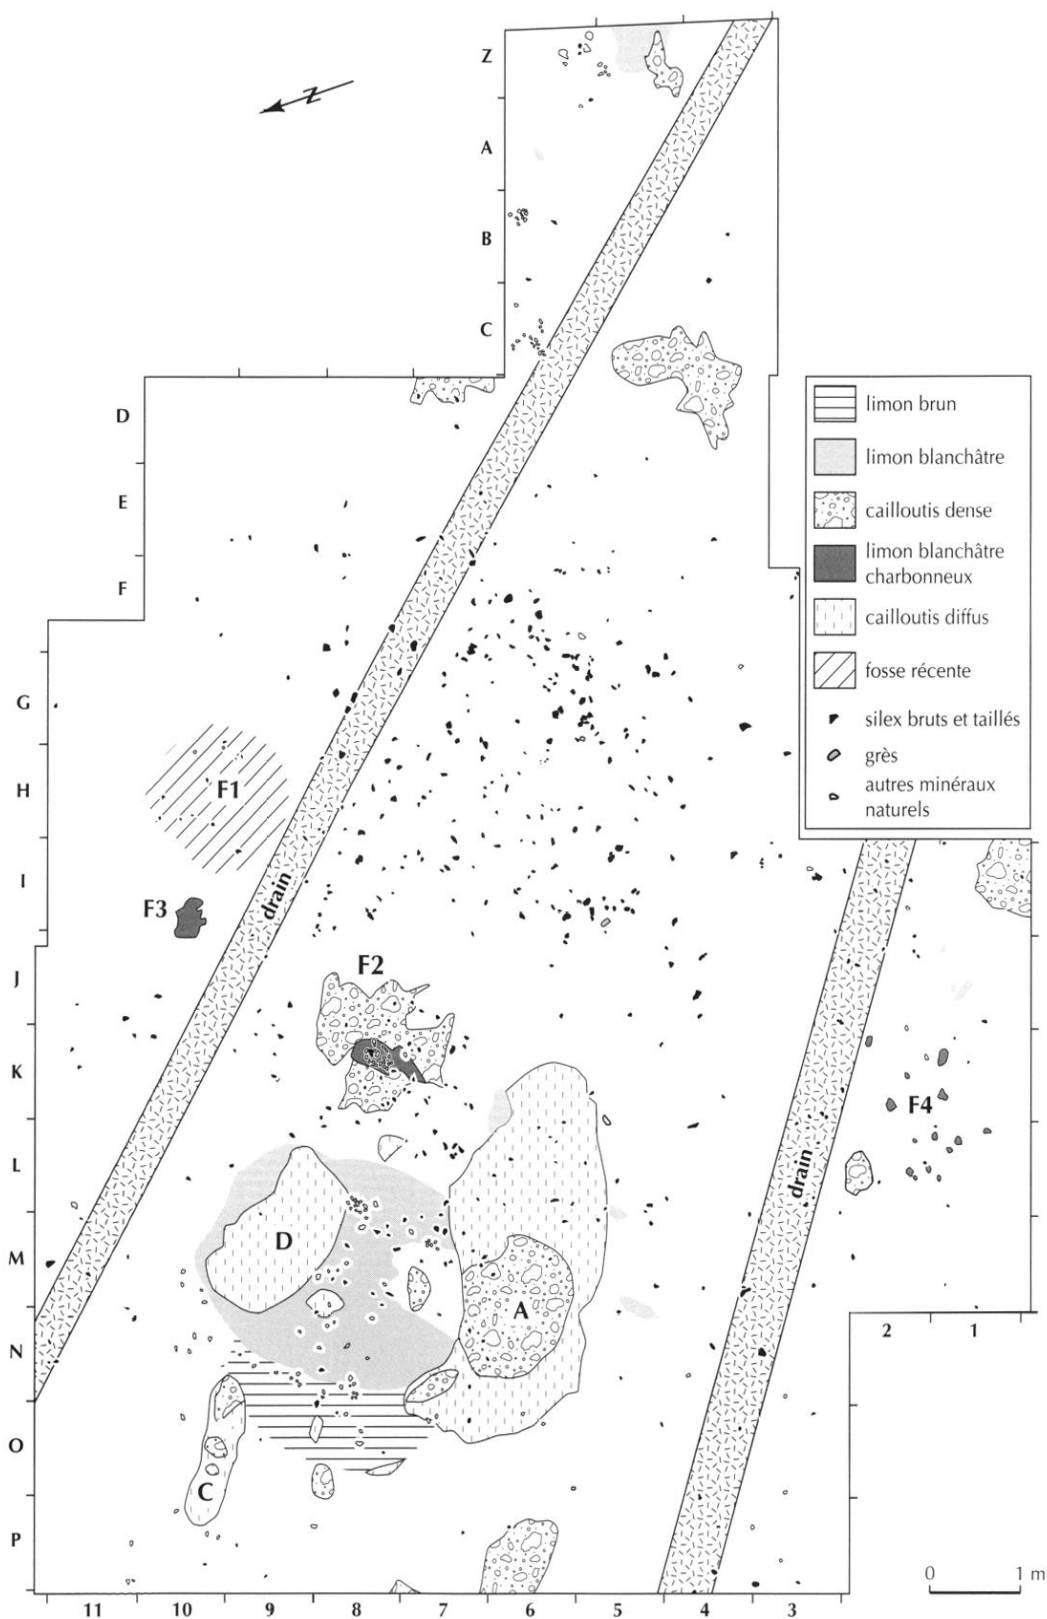 Z
N
A
B
C
D
E
F
limon brun
limon blanchâtre
cailloutis dense
limon blanchâtre
charbonneux
cailloutis diffus
fosse récente
silex bruts et taillés
grès
autres minéraux
naturels
G
H
F1
I
F3
drain
J
F2
K
F4
L
drain
D
M
A
N
2 1
O
C
P
0 1 m
11 10 9 8 7 6 5 4 3